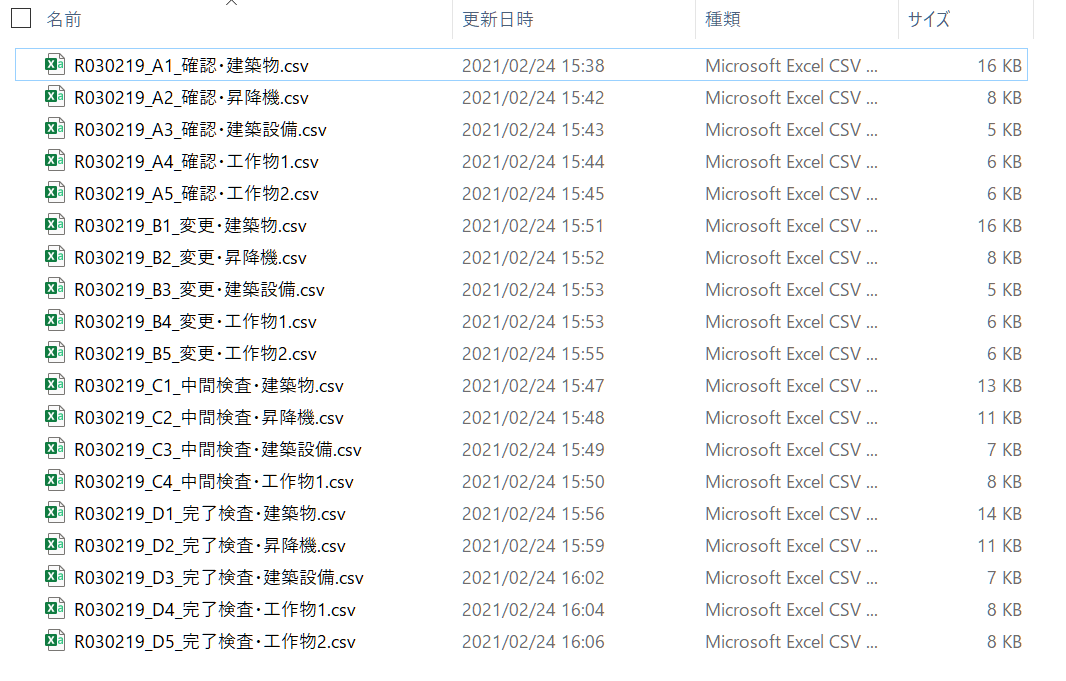 名前 更新日時 種類 サイズ
R030219_A1_確認・建築物.csv 2021/02/24 15:38 Microsoft Excel CSV ... 16 KB
R030219_A2_確認・昇降機.csv 2021/02/24 15:42 Microsoft Excel CSV ... 8 KB
R030219_A3_確認・建築設備.csv 2021/02/24 15:43 Microsoft Excel CSV ... 5 KB
R030219_A4_確認・工作物1.csv 2021/02/24 15:44 Microsoft Excel CSV ... 6 KB
R030219_A5_確認・工作物2.csv 2021/02/24 15:45 Microsoft Excel CSV ... 6 KB
R030219_B1_変更・建築物.csv 2021/02/24 15:51 Microsoft Excel CSV ... 16 KB
R030219_B2_変更・昇降機.csv 2021/02/24 15:52 Microsoft Excel CSV ... 8 KB
R030219_B3_変更・建築設備.csv 2021/02/24 15:53 Microsoft Excel CSV ... 5 KB
R030219_B4_変更・工作物1.csv 2021/02/24 15:53 Microsoft Excel CSV ... 6 KB
R030219_B5_変更・工作物2.csv 2021/02/24 15:55 Microsoft Excel CSV ... 6 KB
R030219_C1_中間検査・建築物.csv 2021/02/24 15:47 Microsoft Excel CSV ... 13 KB
R030219_C2_中間検査・昇降機.csv 2021/02/24 15:48 Microsoft Excel CSV ... 11 KB
R030219_C3_中間検査・建築設備.csv 2021/02/24 15:49 Microsoft Excel CSV ... 7 KB
R030219_C4_中間検査・工作物1.csv 2021/02/24 15:50 Microsoft Excel CSV ... 8 KB
R030219_D1_完了検査・建築物.csv 2021/02/24 15:56 Microsoft Excel CSV ... 14 KB
R030219_D2_完了検査・昇降機.csv 2021/02/24 15:59 Microsoft Excel CSV ... 11 KB
R030219_D3_完了検査・建築設備.csv 2021/02/24 16:02 Microsoft Excel CSV ... 7 KB
R030219_D4_完了検査・工作物1.csv 2021/02/24 16:04 Microsoft Excel CSV ... 8 KB
R030219_D5_完了検査・工作物2.csv 2021/02/24 16:06 Microsoft Excel CSV ... 8 KB